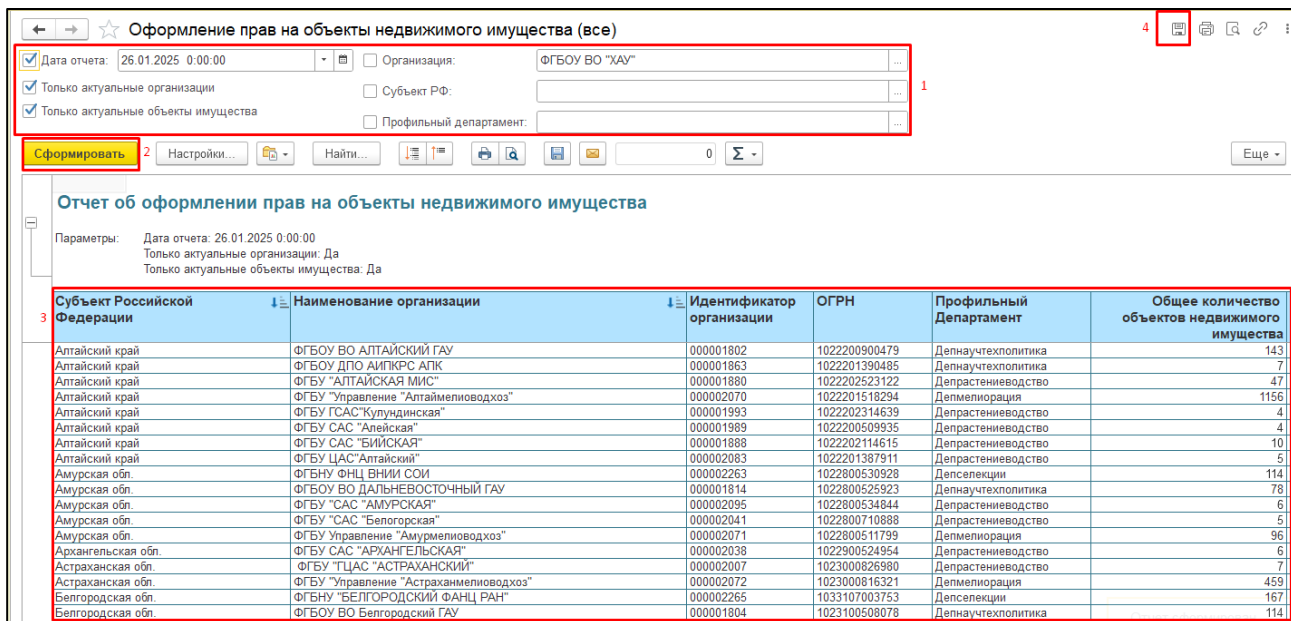 Оформление прав на объекты недвижимого имущества (все)
4
Дата отчета: 26.01.2025 0:00:00
Организация: ФГБОУ ВО "ХАУ" ...
Только актуальные организации
Субъект РФ: ...
1
Только актуальные объекты имущества
Профильный департамент: ...
Сформировать 2 Настройки... Найти... 0 Σ Еще
Отчет об оформлении прав на объекты недвижимого имущества
Параметры: Дата отчета: 26.01.2025 0:00:00
Только актуальные организации: Да
Только актуальные объекты имущества: Да
3
Субъект Российской Федерации Наименование организации Идентификатор организации ОГРН Профильный Департамент Общее количество объектов недвижимого имущества
Алтайский край ФГБОУ ВО АЛТАЙСКИЙ ГАУ 000001802 1022200900479 Депнаучтехполитика 143
Алтайский край ФГБОУ ДПО АИПКРС АПК 000001863 1022201390485 Депнаучтехполитика 7
Алтайский край ФГБУ "АЛТАЙСКАЯ МИС" 000001880 1022202523122 Депрастениеводство 47
Алтайский край ФГБУ "Управление "Алтаймелиоводхоз" 000002070 1022201518294 Депмелиорация 1156
Алтайский край ФГБУ ГСАС"Кулундинская" 000001993 1022202314639 Депрастениеводство 4
Алтайский край ФГБУ САС "Алейская" 000001989 1022200509935 Депрастениеводство 4
Алтайский край ФГБУ САС "БИЙСКАЯ" 000001888 1022202114615 Депрастениеводство 10
Алтайский край ФГБУ ЦАС"Алтайский" 000002083 1022201387911 Депрастениеводство 5
Амурская обл. ФГБНУ ФНЦ ВНИИ СОИ 000002263 1022800530928 Депселекции 114
Амурская обл. ФГБОУ ВО ДАЛЬНЕВОСТОЧНЫЙ ГАУ 000001814 1022800525923 Депнаучтехполитика 78
Амурская обл. ФГБУ "САС "АМУРСКАЯ" 000002095 1022800534844 Депрастениеводство 6
Амурская обл. ФГБУ "САС "Белогорская" 000002041 1022800710888 Депрастениеводство 5
Амурская обл. ФГБУ Управление "Амурмелиоводхоз" 000002071 1022800511799 Депмелиорация 96
Архангельская обл. ФГБУ САС "АРХАНГЕЛЬСКАЯ" 000002038 1022900524954 Депрастениеводство 6
Астраханская обл. ФГБУ "ГЦАС "АСТРАХАНСКИЙ" 000002007 1023000826980 Депрастениеводство 7
Астраханская обл. ФГБУ "Управление "Астраханмелиоводхоз" 000002072 1023000816321 Депмелиорация 459
Белгородская обл. ФГБНУ "БЕЛГОРОДСКИЙ ФАНЦ РАН" 000002265 1033107003753 Депселекции 167
Белгородская обл. ФГБОУ ВО Белгородский ГАУ 000001804 1023100508078 Депнаучтехполитика 114